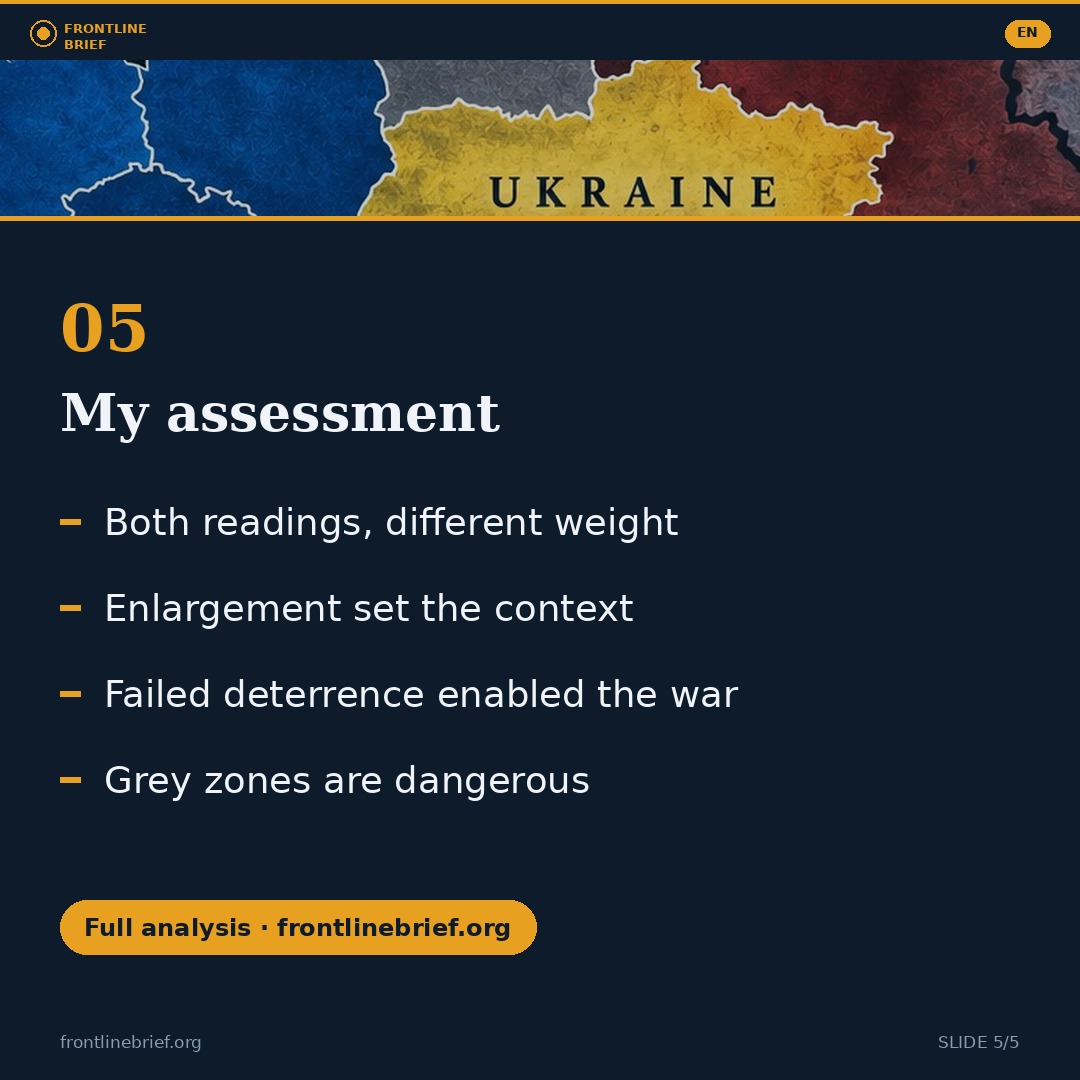 FRONTLINE
BRIEF
EN
UKRAINE
05
My assessment
– Both readings, different weight
– Enlargement set the context
– Failed deterrence enabled the war
– Grey zones are dangerous
Full analysis · frontlinebrief.org
frontlinebrief.org
SLIDE 5/5